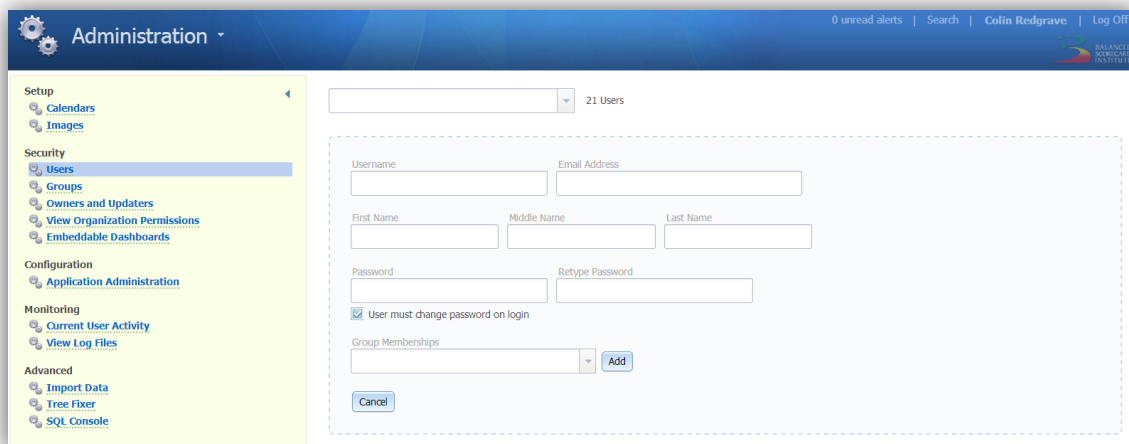 Administration
0 unread alerts | Search | Colin Redgrave | Log Off
BALANCED
SCORECARD
INSTITUTE
Setup
Calendars
Images
Security
Users
Groups
Owners and Updaters
View Organization Permissions
Embeddable Dashboards
Configuration
Application Administration
Monitoring
Current User Activity
View Log Files
Advanced
Import Data
Tree Fixer
SQL Console
21 Users
Username Email Address
First Name Middle Name Last Name
Password Retype Password
User must change password on login
Group Memberships
Add
Cancel